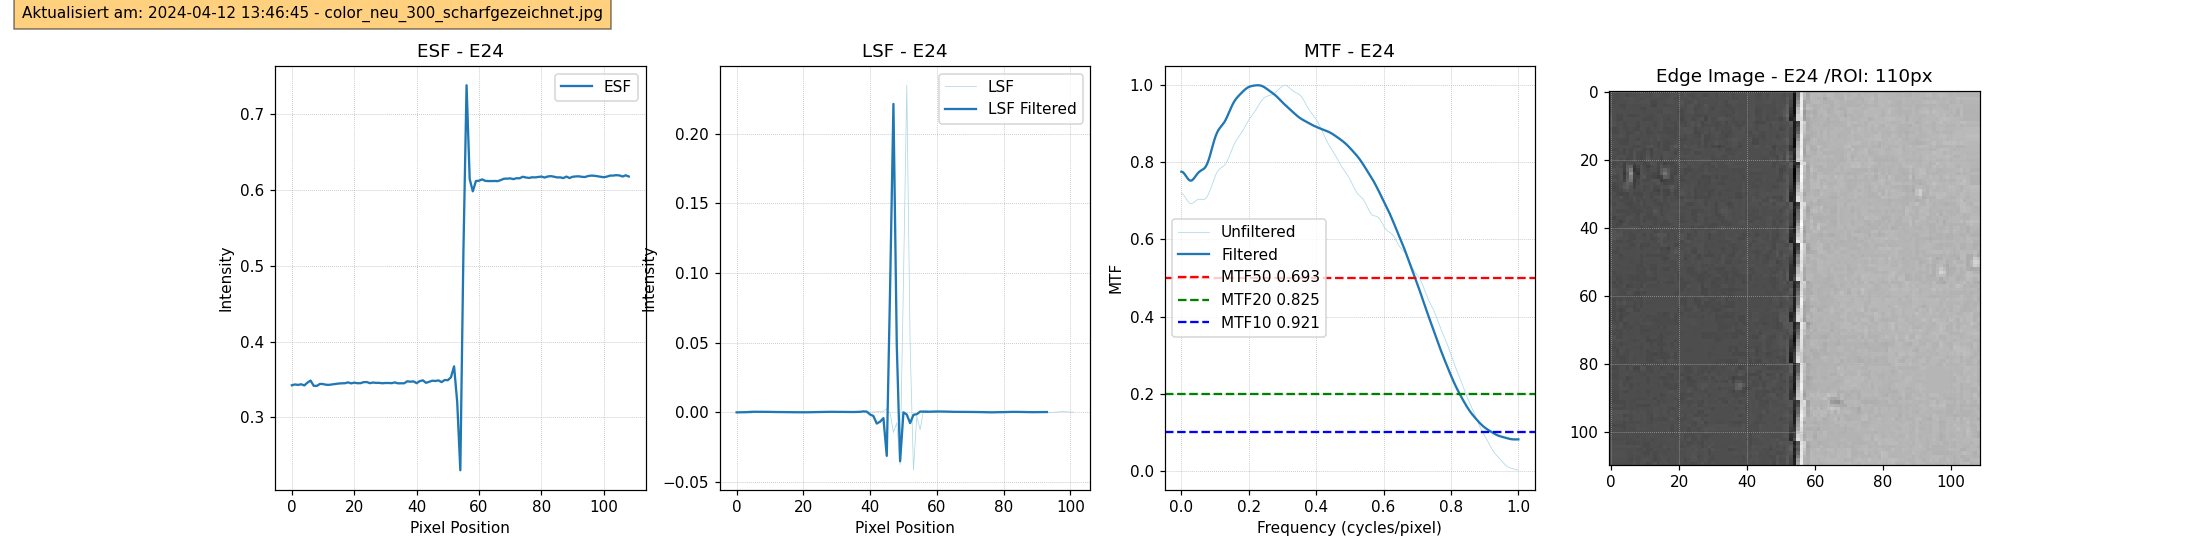 Aktualisiert am: 2024-04-12 13:46:45 - color_neu_300_scharfgezeichnet.jpg
ESF - E24
ESF
Intensity
0.7
0.6
0.5
0.4
0.3
0 20 40 60 80 100
Pixel Position
LSF - E24
LSF
LSF Filtered
Intensity
0.20
0.15
0.10
0.05
0.00
−0.05
0 20 40 60 80 100
Pixel Position
MTF - E24
MTF
1.0
0.8
0.6
0.4
0.2
0.0
Unfiltered
Filtered
MTF50 0.693
MTF20 0.825
MTF10 0.921
0.0 0.2 0.4 0.6 0.8 1.0
Frequency (cycles/pixel)
Edge Image - E24 /ROI: 110px
0
20
40
60
80
100
0 20 40 60 80 100